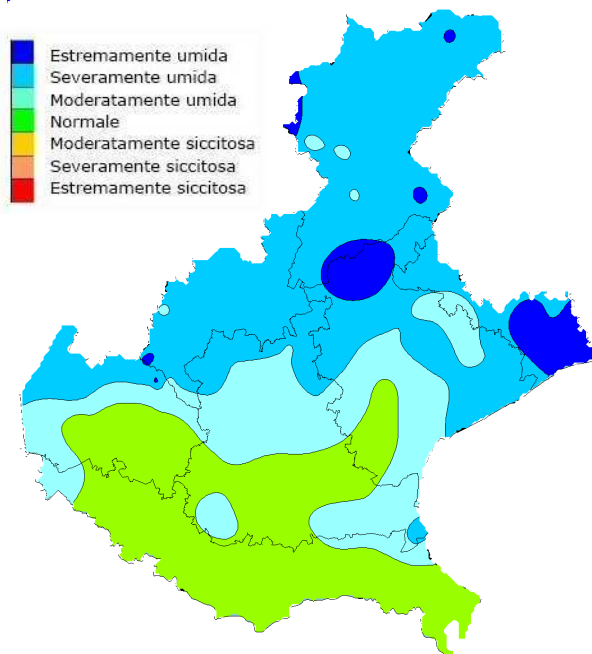 Estremamente umida
Severamente umida
Moderatamente umida
Normale
Moderatamente siccitosa
Severamente siccitosa
Estremamente siccitosa